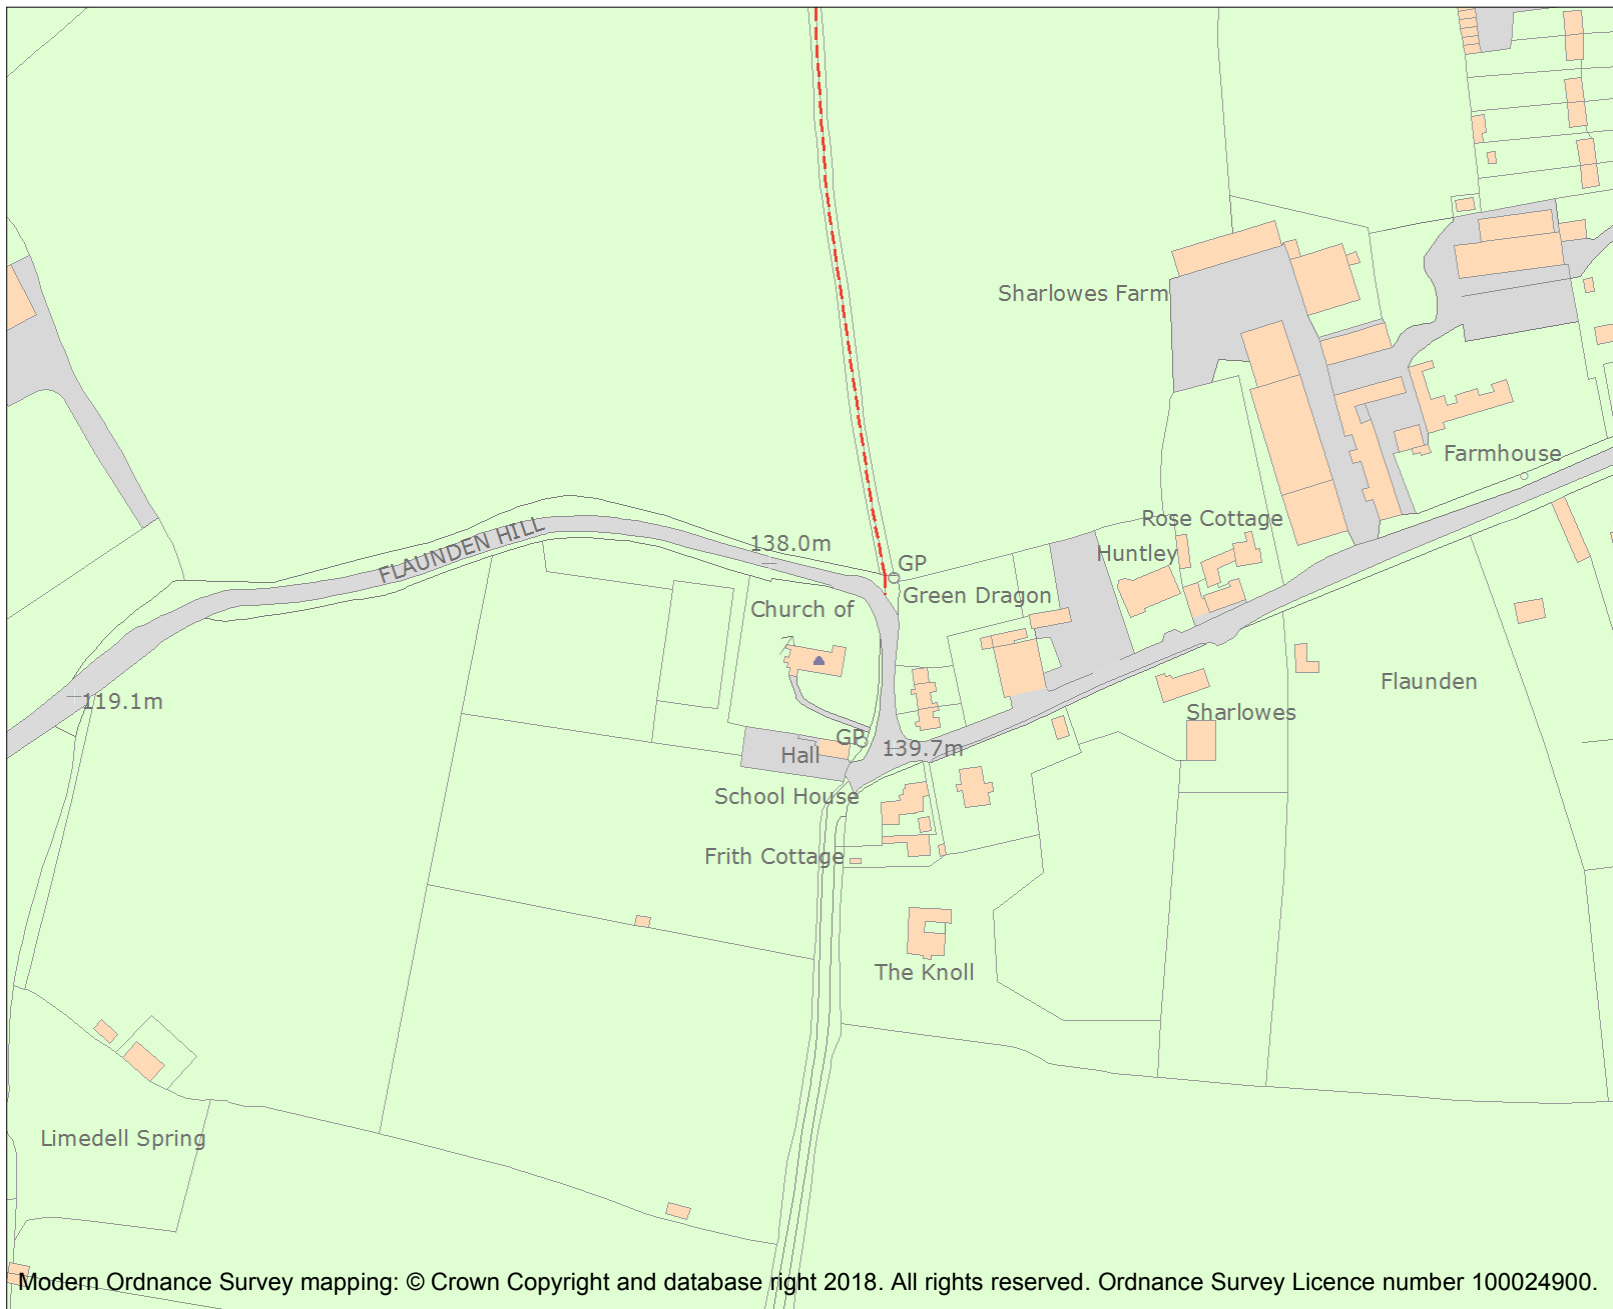 Sharlowes Farm
Farmhouse
Rose Cottage
FLAUNDEN HILL
138.0m
Huntley
GP
Green Dragon
Church of
Flaunden
119.1m
Sharlowes
GP
139.7m
Hall
School House
Frith Cottage
The Knoll
Limedell Spring
Modern Ordnance Survey mapping: © Crown Copyright and database right 2018. All rights reserved. Ordnance Survey Licence number 100024900.